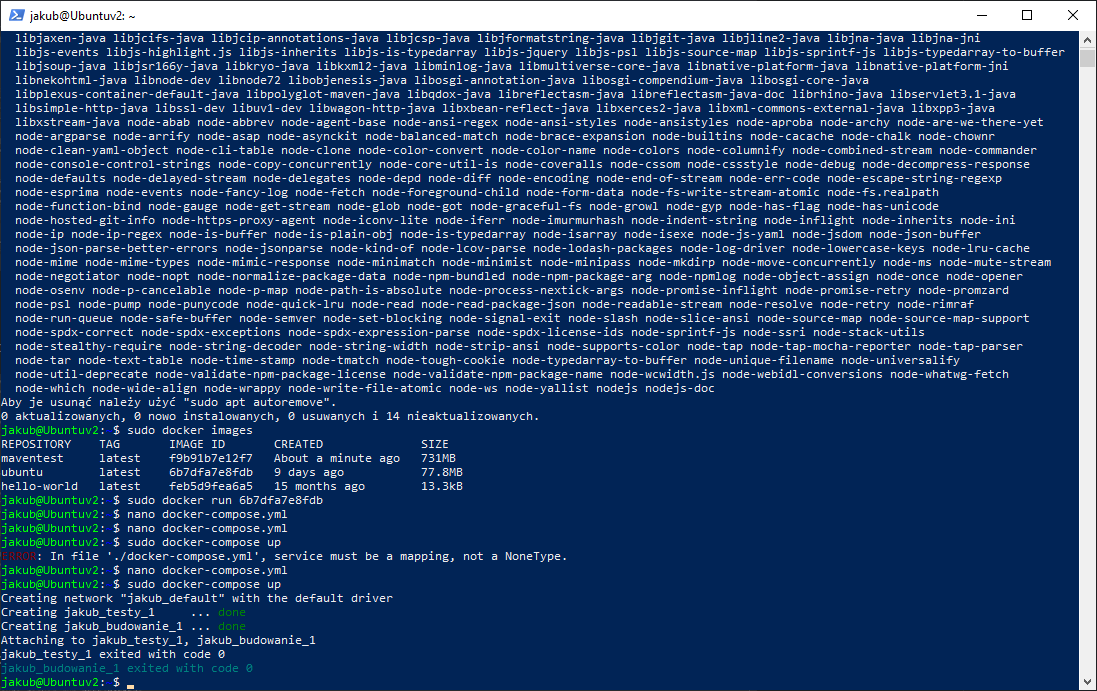 jakub@Ubuntuv2: ~
libjaxen-java libjcifs-java libjcip-annotations-java libjcsp-java libjformatstring-java libjgit-java libjline2-java libjna-java libjna-jni
libjs-events libjs-highlight.js libjs-inherits libjs-is-typedarray libjs-jquery libjs-psl libjs-source-map libjs-sprintf-js libjs-typedarray-to-buffer
libjsoup-java libjsr166y-java libkryo-java libkxml2-java libminlog-java libmultiverse-core-java libnative-platform-java libnative-platform-jni
libnekohtml-java libnode-dev libnode72 libobjenesis-java libosgi-annotation-java libosgi-compendium-java libosgi-core-java
libplexus-container-default-java libpolyglot-maven-java libqdox-java libreflectasm-java libreflectasm-java-doc librhino-java libservlet3.1-java
libsimple-http-java libssl-dev libuv1-dev libwagon-http-java libxbean-reflect-java libxerces2-java libxml-commons-external-java libxpp3-java
libxstream-java node-abab node-abbrev node-agent-base node-ansi-regex node-ansi-styles node-ansistyles node-aproba node-archy node-are-we-there-yet
node-argparse node-arrify node-asap node-asynckit node-balanced-match node-brace-expansion node-builtins node-cacache node-chalk node-chownr
node-clean-yaml-object node-cli-table node-clone node-color-convert node-color-name node-colors node-columnify node-combined-stream node-commander
node-console-control-strings node-copy-concurrently node-core-util-is node-coveralls node-cssom node-cssstyle node-debug node-decompress-response
node-defaults node-delayed-stream node-delegates node-depd node-diff node-encoding node-end-of-stream node-err-code node-escape-string-regexp
node-esprima node-events node-fancy-log node-fetch node-foreground-child node-form-data node-fs-write-stream-atomic node-fs.realpath
node-function-bind node-gauge node-get-stream node-glob node-got node-graceful-fs node-growl node-gyp node-has-flag node-has-unicode
node-hosted-git-info node-https-proxy-agent node-iconv-lite node-iferr node-imurmurhash node-indent-string node-inflight node-inherits node-ini
node-ip node-ip-regex node-is-buffer node-is-plain-obj node-is-typedarray node-isarray node-isexe node-js-yaml node-jsdom node-json-buffer
node-json-parse-better-errors node-jsonparse node-kind-of node-lcov-parse node-lodash-packages node-log-driver node-lowercase-keys node-lru-cache
node-mime node-mime-types node-mimic-response node-minimatch node-minimist node-minipass node-mkdirp node-move-concurrently node-ms node-mute-stream
node-negotiator node-nopt node-normalize-package-data node-npm-bundled node-npm-package-arg node-npmlog node-object-assign node-once node-opener
node-osenv node-p-cancelable node-p-map node-path-is-absolute node-process-nextick-args node-promise-inflight node-promise-retry node-promzard
node-psl node-pump node-punycode node-quick-lru node-read node-read-package-json node-readable-stream node-resolve node-retry node-rimraf
node-run-queue node-safe-buffer node-semver node-set-blocking node-signal-exit node-slash node-slice-ansi node-source-map node-source-map-support
node-spdx-correct node-spdx-exceptions node-spdx-expression-parse node-spdx-license-ids node-sprintf-js node-ssri node-stack-utils
node-stealthy-require node-string-decoder node-string-width node-strip-ansi node-supports-color node-tap node-tap-mocha-reporter node-tap-parser
node-tar node-text-table node-time-stamp node-tmatch node-tough-cookie node-typedarray-to-buffer node-unique-filename node-universalify
node-util-deprecate node-validate-npm-package-license node-validate-npm-package-name node-wcwidth.js node-webidl-conversions node-whatwg-fetch
node-which node-wide-align node-wrappy node-write-file-atomic node-ws node-yallist nodejs nodejs-doc
Aby je usunąć należy użyć "sudo apt autoremove".
0 aktualizowanych, 0 nowo instalowanych, 0 usuwanych i 14 nieaktualizowanych.
jakub@Ubuntuv2:~$ sudo docker images
REPOSITORY TAG IMAGE ID CREATED SIZE
maventest latest f9b91b7e12f7 About a minute ago 731MB
ubuntu latest 6b7dfa7e8fdb 9 days ago 77.8MB
hello-world latest feb5d9fea6a5 15 months ago 13.3kB
jakub@Ubuntuv2:~$ sudo docker run 6b7dfa7e8fdb
jakub@Ubuntuv2:~$ nano docker-compose.yml
jakub@Ubuntuv2:~$ nano docker-compose.yml
jakub@Ubuntuv2:~$ sudo docker-compose up
ERROR: In file './docker-compose.yml', service must be a mapping, not a NoneType.
jakub@Ubuntuv2:~$ nano docker-compose.yml
jakub@Ubuntuv2:~$ sudo docker-compose up
Creating network "jakub_default" with the default driver
Creating jakub_testy_1 ... done
Creating jakub_budowanie_1 ... done
Attaching to jakub_testy_1, jakub_budowanie_1
jakub_testy_1 exited with code 0
jakub_budowanie_1 exited with code 0
jakub@Ubuntuv2:~$